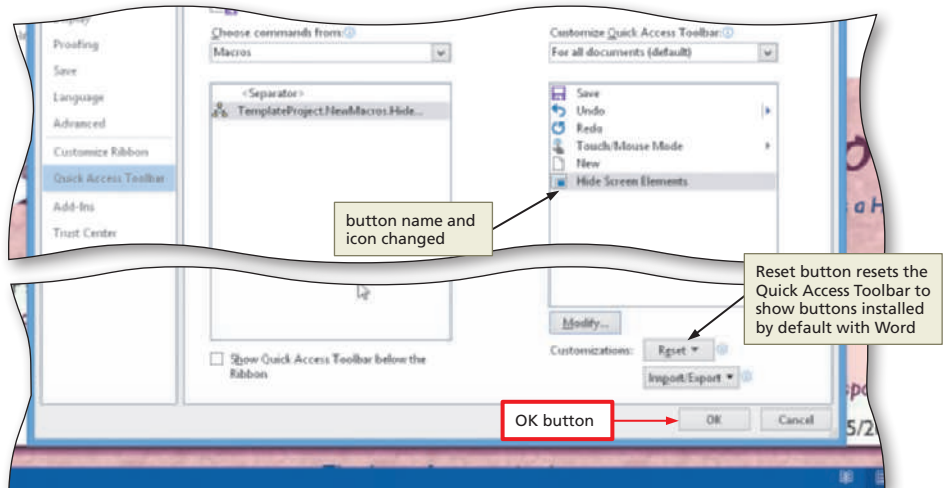 Proofing
Save
Language
Advanced
Customize Ribbon
Quick Access Toolbar
Add-Ins
Trust Center
Choose commands from:
Macros
<Separator>
TemplateProject.NewMacros.Hide...
Customize Quick Access Toolbar:
For all documents (default)
Save
Undo
Redo
Touch/Mouse Mode
New
Hide Screen Elements
button name and
icon changed
a H
Reset button resets the
Quick Access Toolbar to
show buttons installed
by default with Word
Modify...
Customizations: Reset
Import/Export
Show Quick Access Toolbar below the
Ribbon
OK button
OK
Cancel
5/2